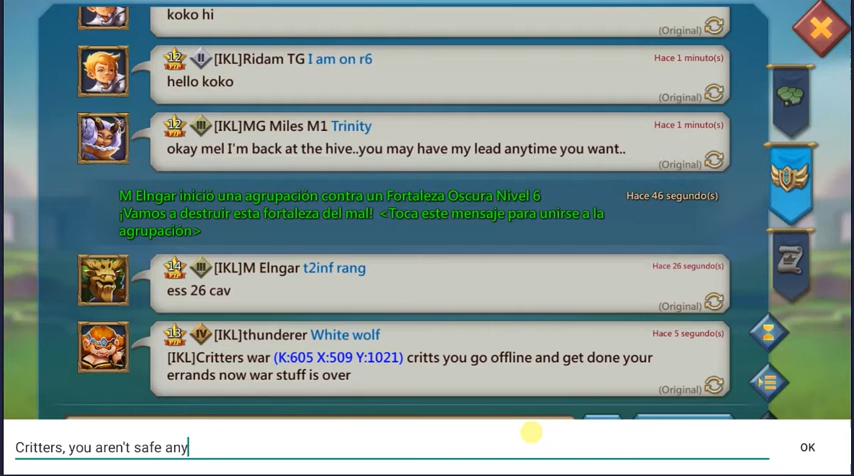 koko hi
(Original)
12 II [IKL]Ridam TG I am on r6 Hace 1 minuto(s)
hello koko
(Original)
12 III [IKL]MG Miles M1 Trinity Hace 1 minuto(s)
okay mel I'm back at the hive..you may have my lead anytime you want..
(Original)
M Elngar inició una agrupación contra un Fortaleza Oscura Nivel 6 Hace 46 segundo(s)
¡Vamos a destruir esta fortaleza del mal! <Toca este mensaje para unirse a la
agrupación>
14 III [IKL]M Elngar t2inf rang Hace 26 segundo(s)
ess 26 cav
(Original)
13 IV [IKL]thunderer White wolf Hace 5 segundo(s)
[IKL]Critters war (K:605 X:509 Y:1021) critts you go offline and get done your
errands now war stuff is over
(Original)
Critters, you aren't safe any OK